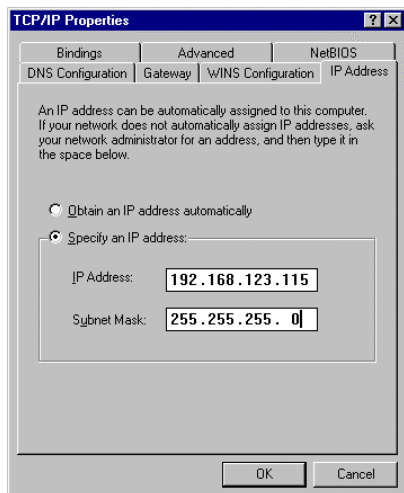 TCP/IP Properties ? X
Bindings Advanced NetBIOS
DNS Configuration Gateway WINS Configuration IP Address
An IP address can be automatically assigned to this computer.
If your network does not automatically assign IP addresses, ask
your network administrator for an address, and then type it in
the space below.
Obtain an IP address automatically
Specify an IP address:
IP Address: 192.168.123.115
Subnet Mask: 255.255.255. 0
OK Cancel